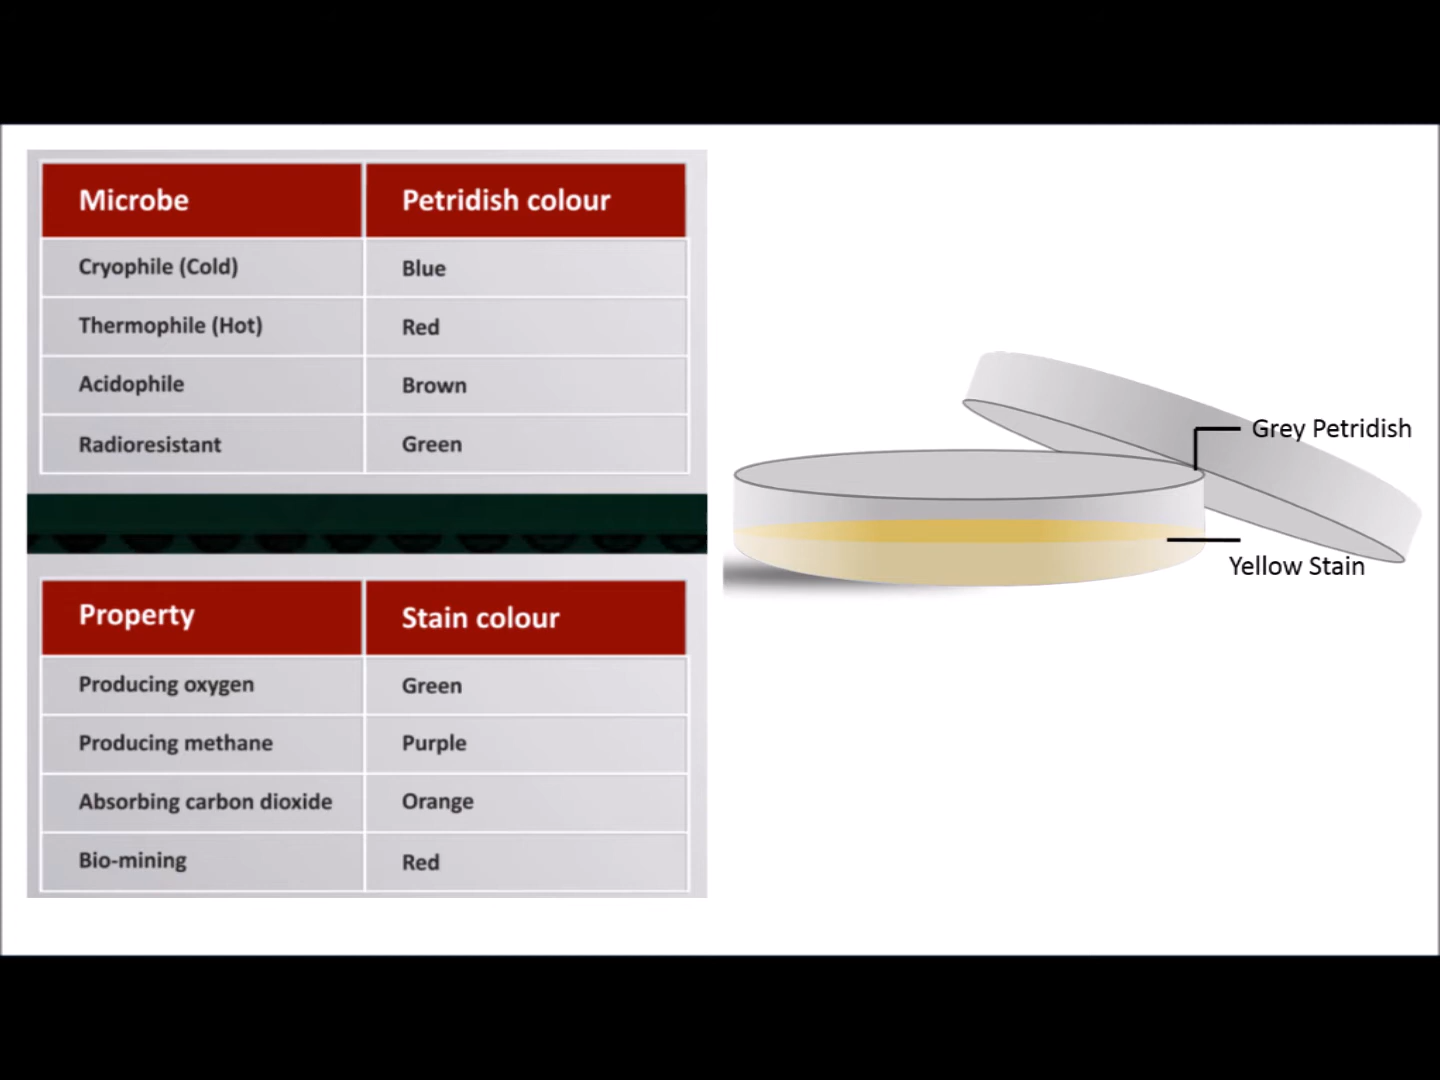 Microbe Petridish colour
Cryophile (Cold) Blue
Thermophile (Hot) Red
Acidophile Brown
Radioresistant Green
Property Stain colour
Producing oxygen Green
Producing methane Purple
Absorbing carbon dioxide Orange
Bio-mining Red
Grey Petridish
Yellow Stain